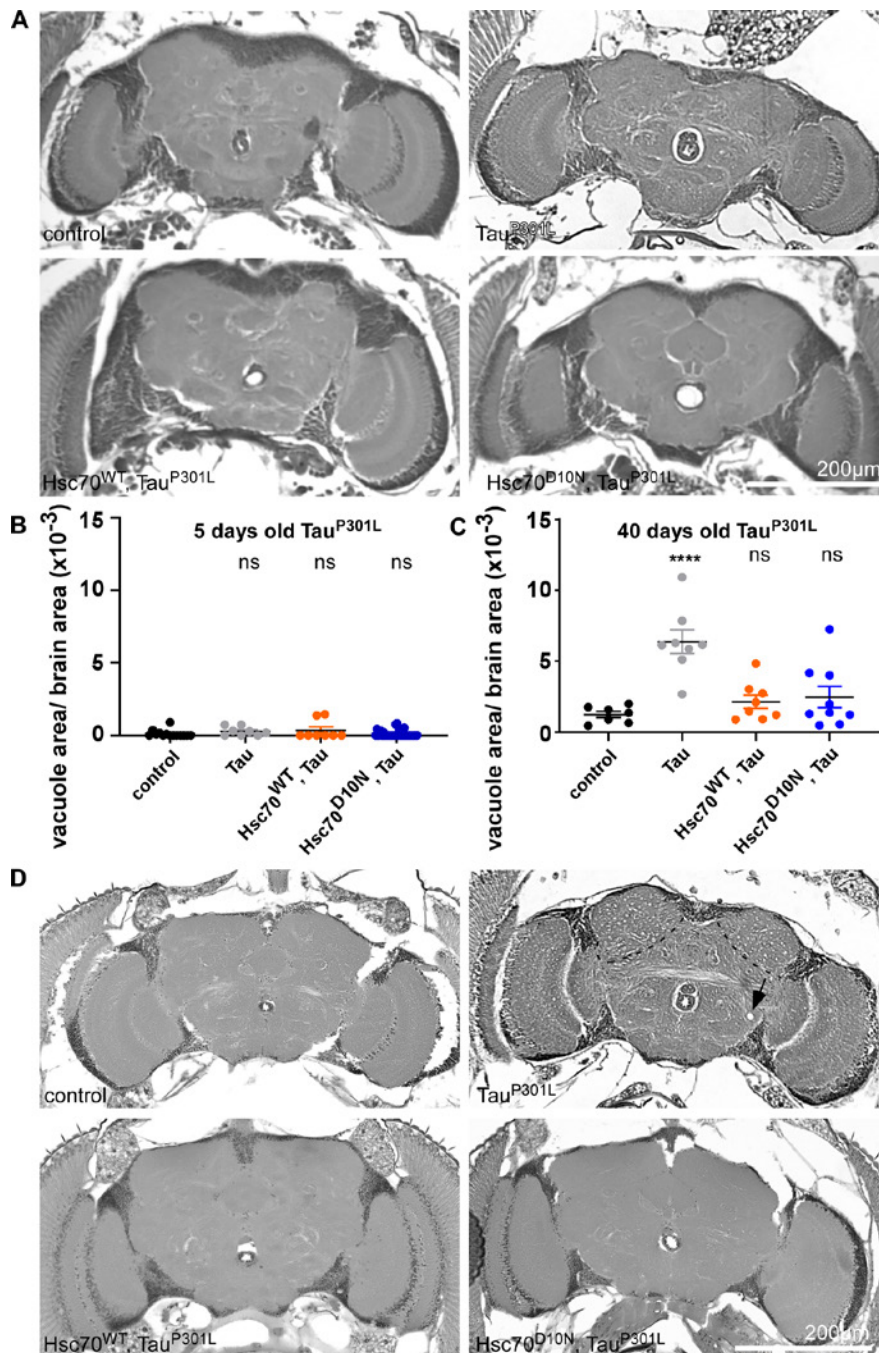 A
control
Tau^P301L
Hsc70^WT, Tau^P301L
Hsc70^D10N, Tau^P301L
200µm
B
5 days old Tau^P301L
vacuole area/ brain area (x10^-3)
15
10
5
0
ns
ns
ns
control
Tau
Hsc70^WT, Tau
Hsc70^D10N, Tau
C
40 days old Tau^P301L
vacuole area/ brain area (x10^-3)
15
10
5
0
****
ns
ns
control
Tau
Hsc70^WT, Tau
Hsc70^D10N, Tau
D
control
Tau^P301L
Hsc70^WT, Tau^P301L
Hsc70^D10N, Tau^P301L
200µm